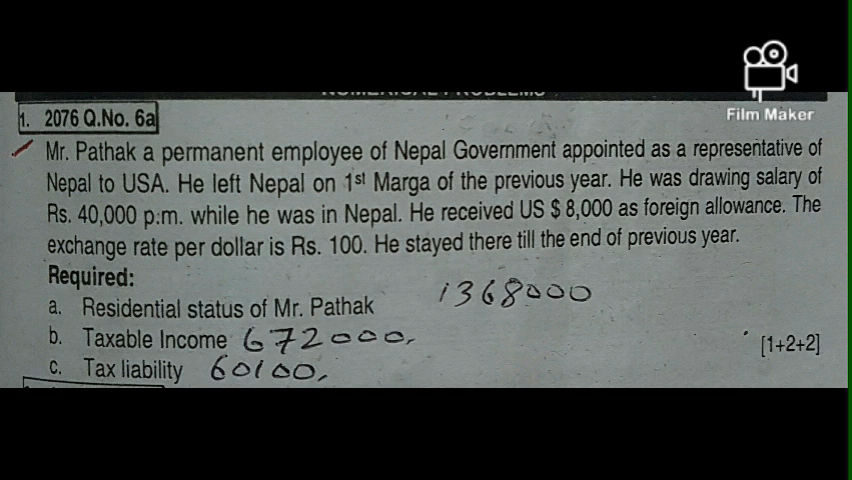 Film Maker
1. 2076 Q.No. 6a
Mr. Pathak a permanent employee of Nepal Government appointed as a representative of
Nepal to USA. He left Nepal on 1st Marga of the previous year. He was drawing salary of
Rs. 40,000 p.m. while he was in Nepal. He received US $ 8,000 as foreign allowance. The
exchange rate per dollar is Rs. 100. He stayed there till the end of previous year.
Required:
a. Residential status of Mr. Pathak 1368000
b. Taxable Income 672000,
[1+2+2]
c. Tax liability 60100,